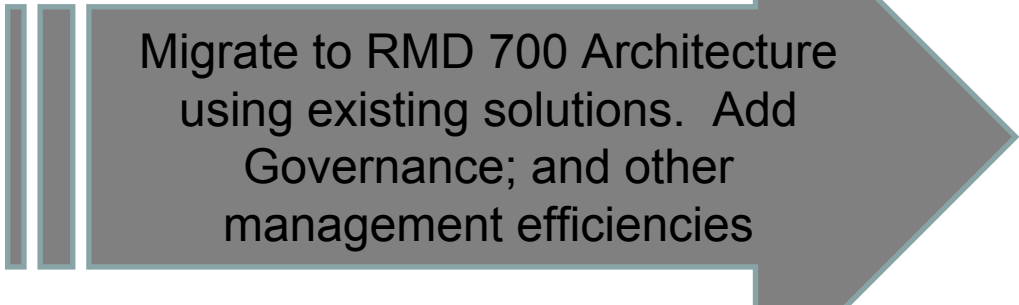 Migrate to RMD 700 Architecture
using existing solutions.  Add
Governance; and other
management efficiencies